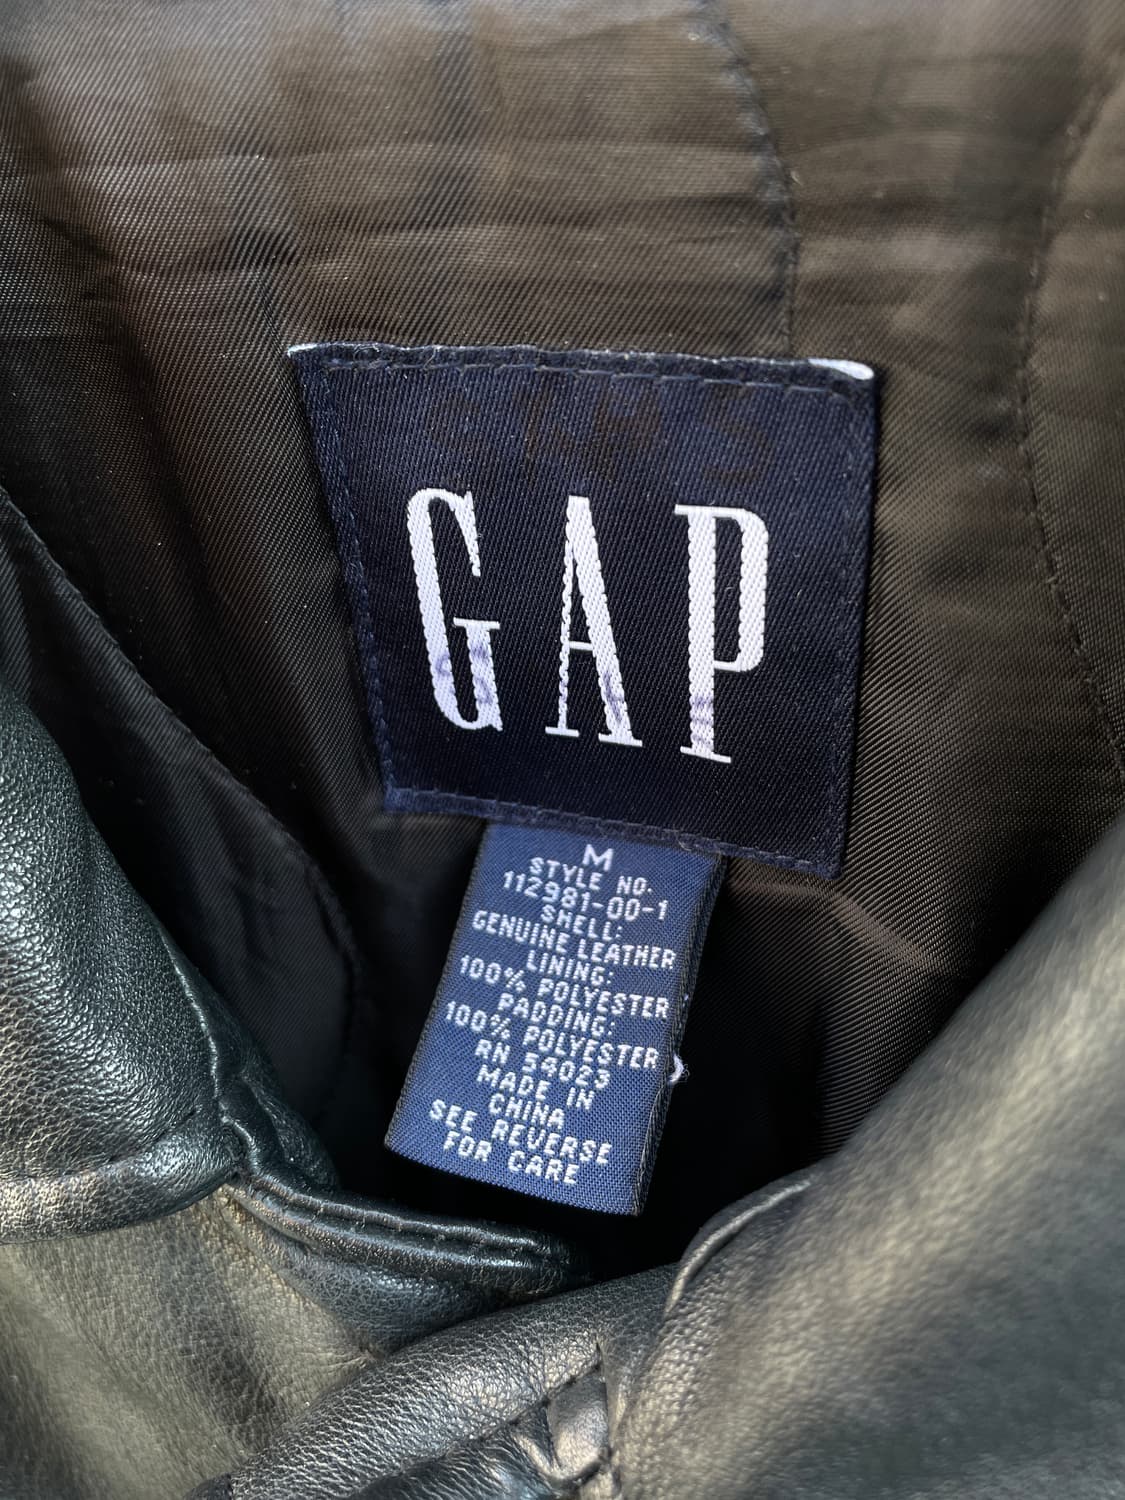 GAP
M
STYLE NO.
112981-00-1
SHELL:
GENUINE LEATHER
LINING:
100% POLYESTER
PADDING:
100% POLYESTER
RN 54023
MADE IN
CHINA
SEE REVERSE
FOR CARE